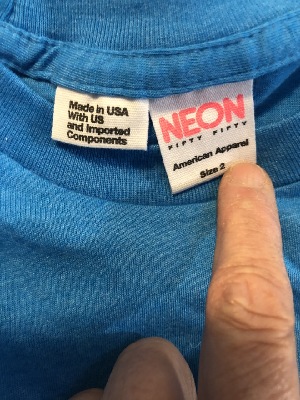 Made in USA
With US
and Imported
Components
NEON
FIFTY FIFTY
American Apparel
Size 2